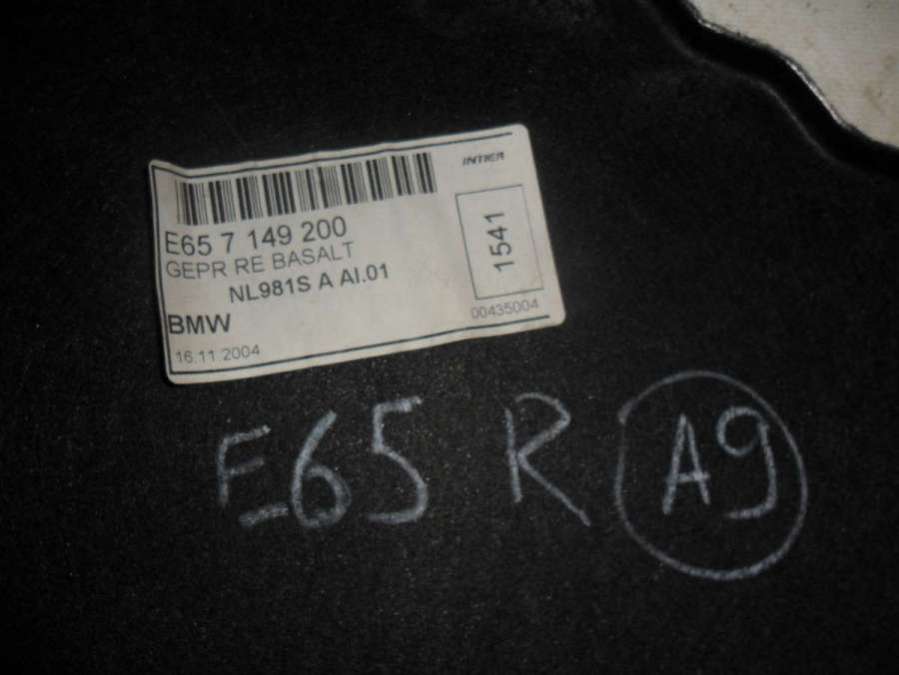 INTIER
E65 7 149 200
GEPR RE BASALT
NL981S A AI.01
1541
BMW
00435004
16.11.2004
E65 R A9